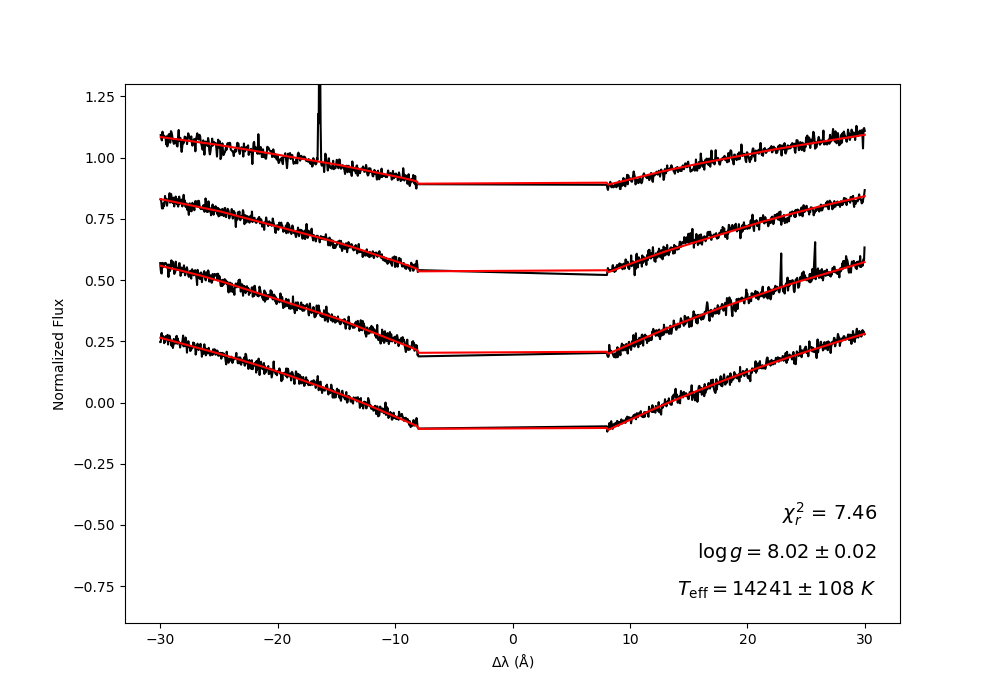 1.25
1.00
0.75
0.50
0.25
0.00
−0.25
−0.50
−0.75
Normalized Flux
χ²ᵣ = 7.46
log g = 8.02 ± 0.02
T_eff = 14241 ± 108 K
−30 −20 −10 0 10 20 30
Δλ (Å)